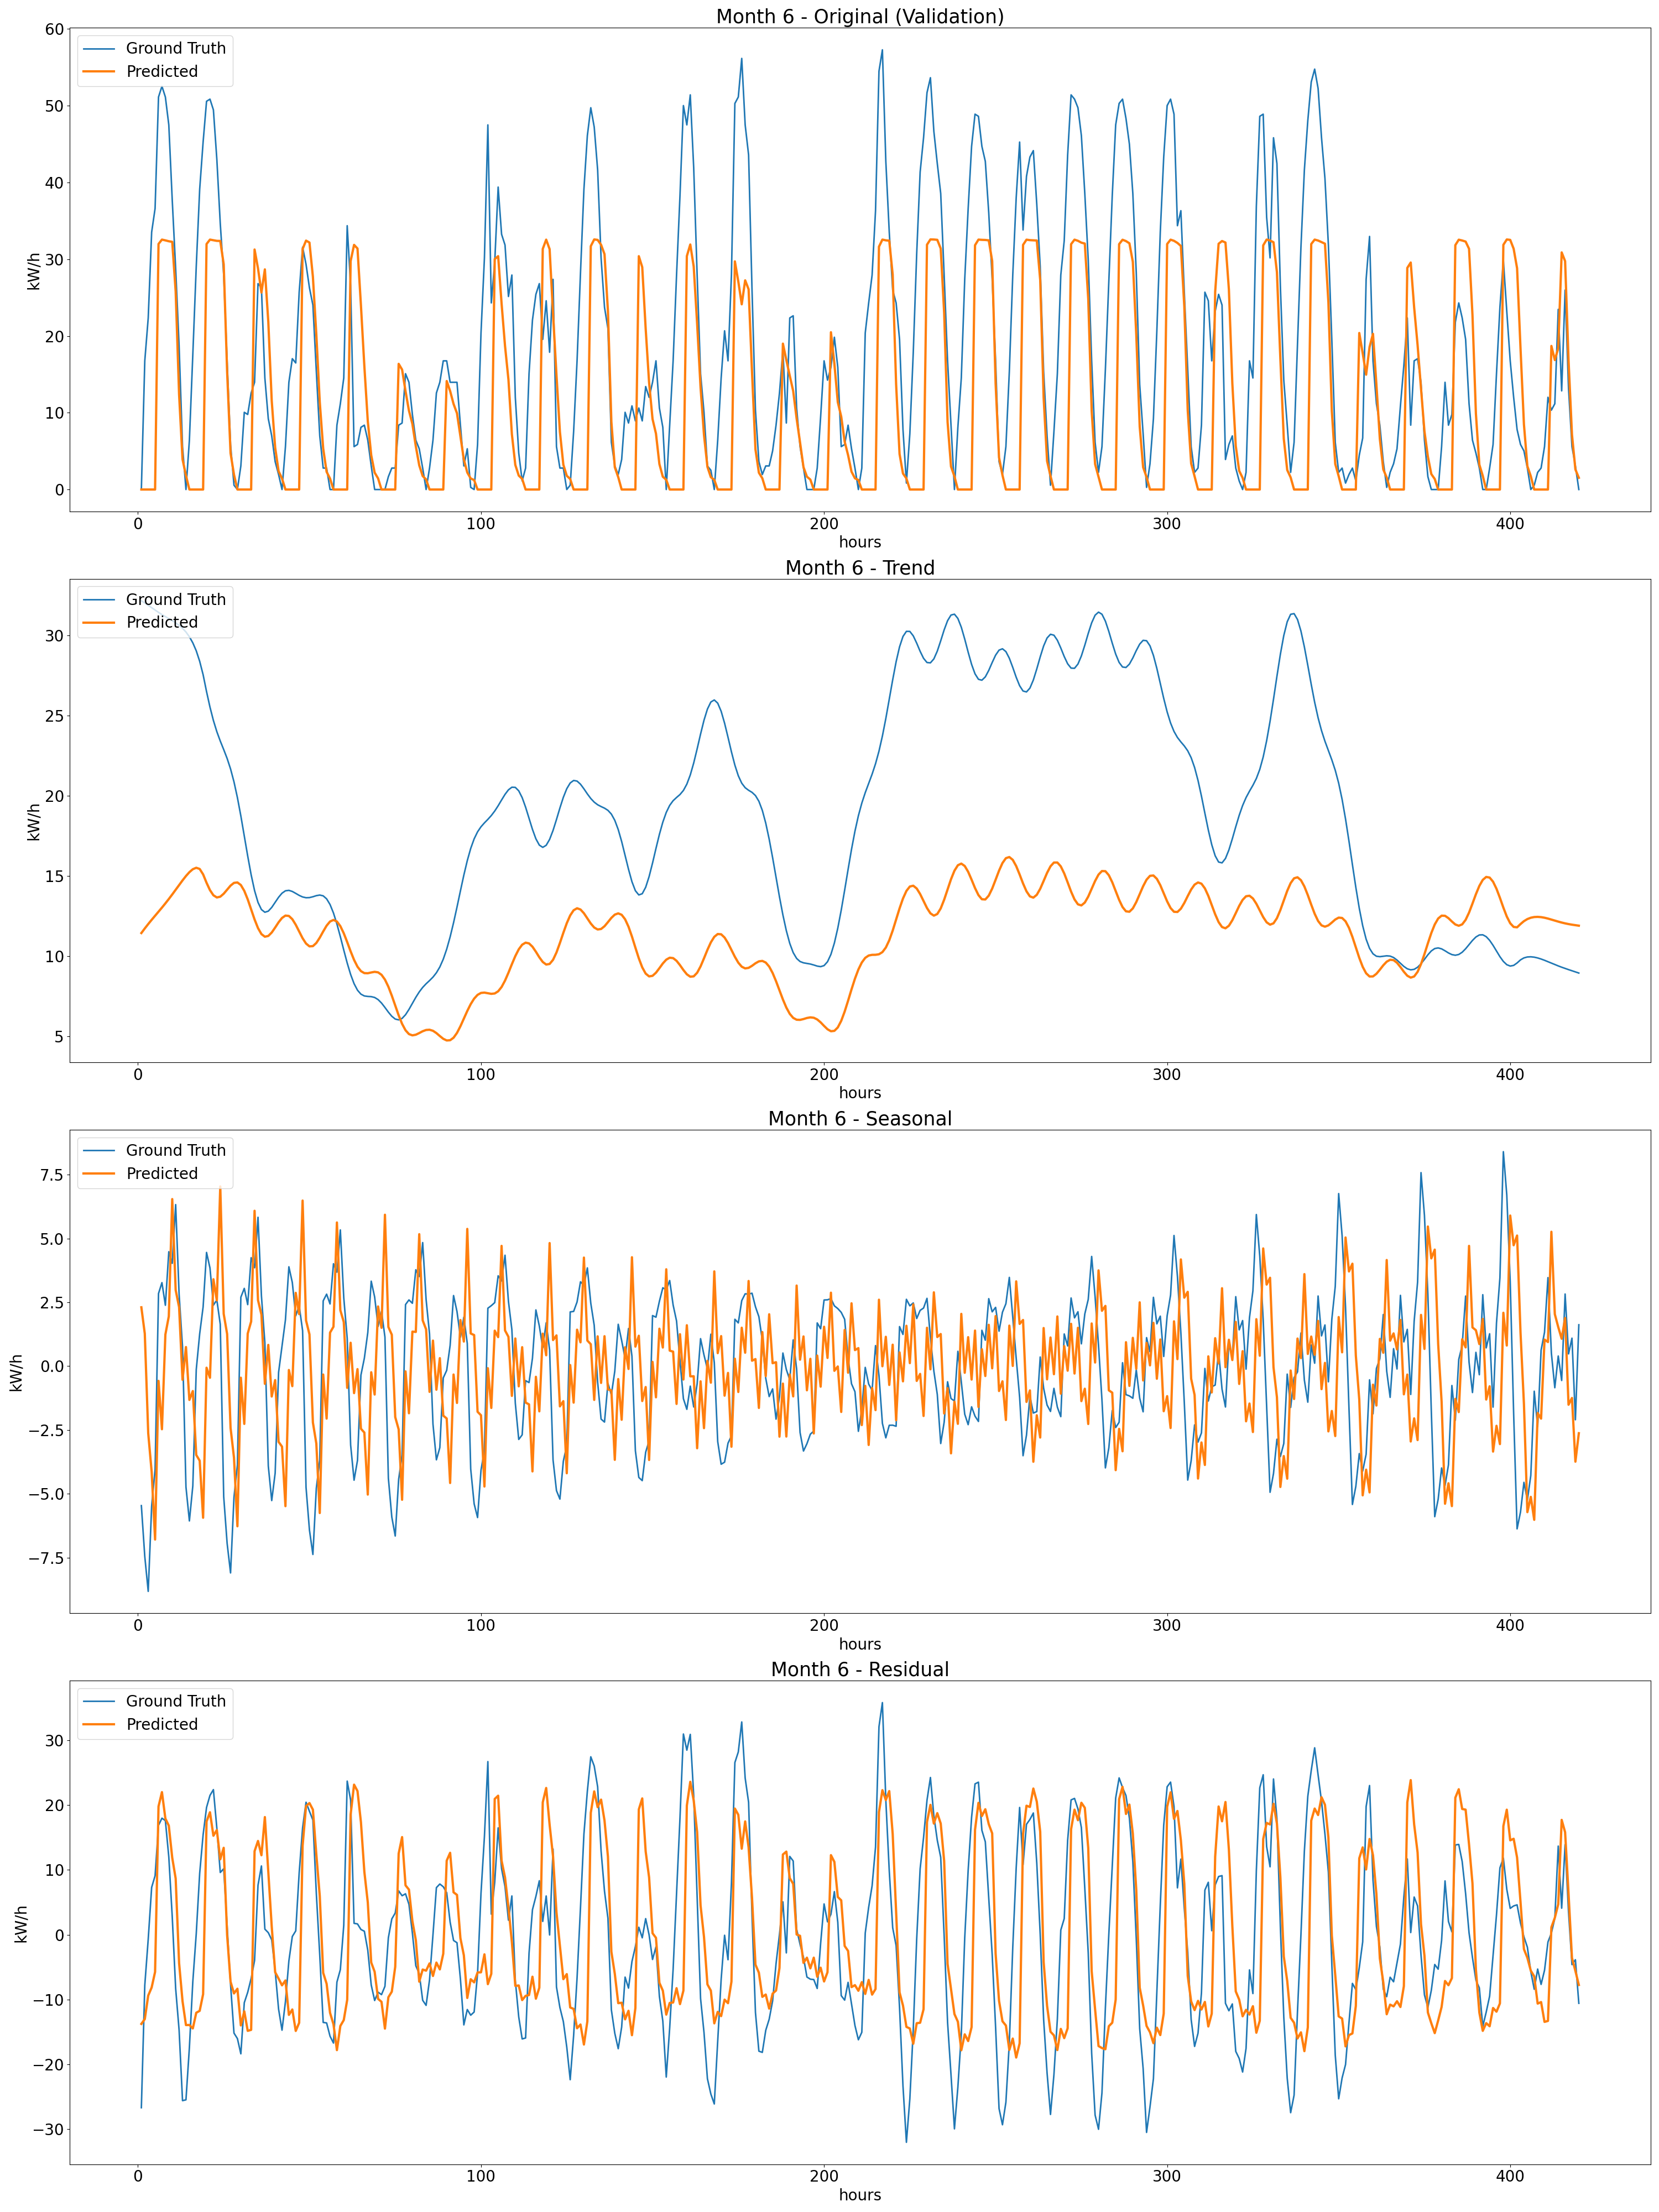 Month 6 - Original (Validation)
Ground Truth
Predicted
60
50
40
30
20
10
0
kW/h
0 100 200 300 400
hours
Month 6 - Trend
Ground Truth
Predicted
30
25
20
15
10
5
kW/h
0 100 200 300 400
hours
Month 6 - Seasonal
Ground Truth
Predicted
7.5
5.0
2.5
0.0
−2.5
−5.0
−7.5
kW/h
0 100 200 300 400
hours
Month 6 - Residual
Ground Truth
Predicted
30
20
10
0
−10
−20
−30
kW/h
0 100 200 300 400
hours